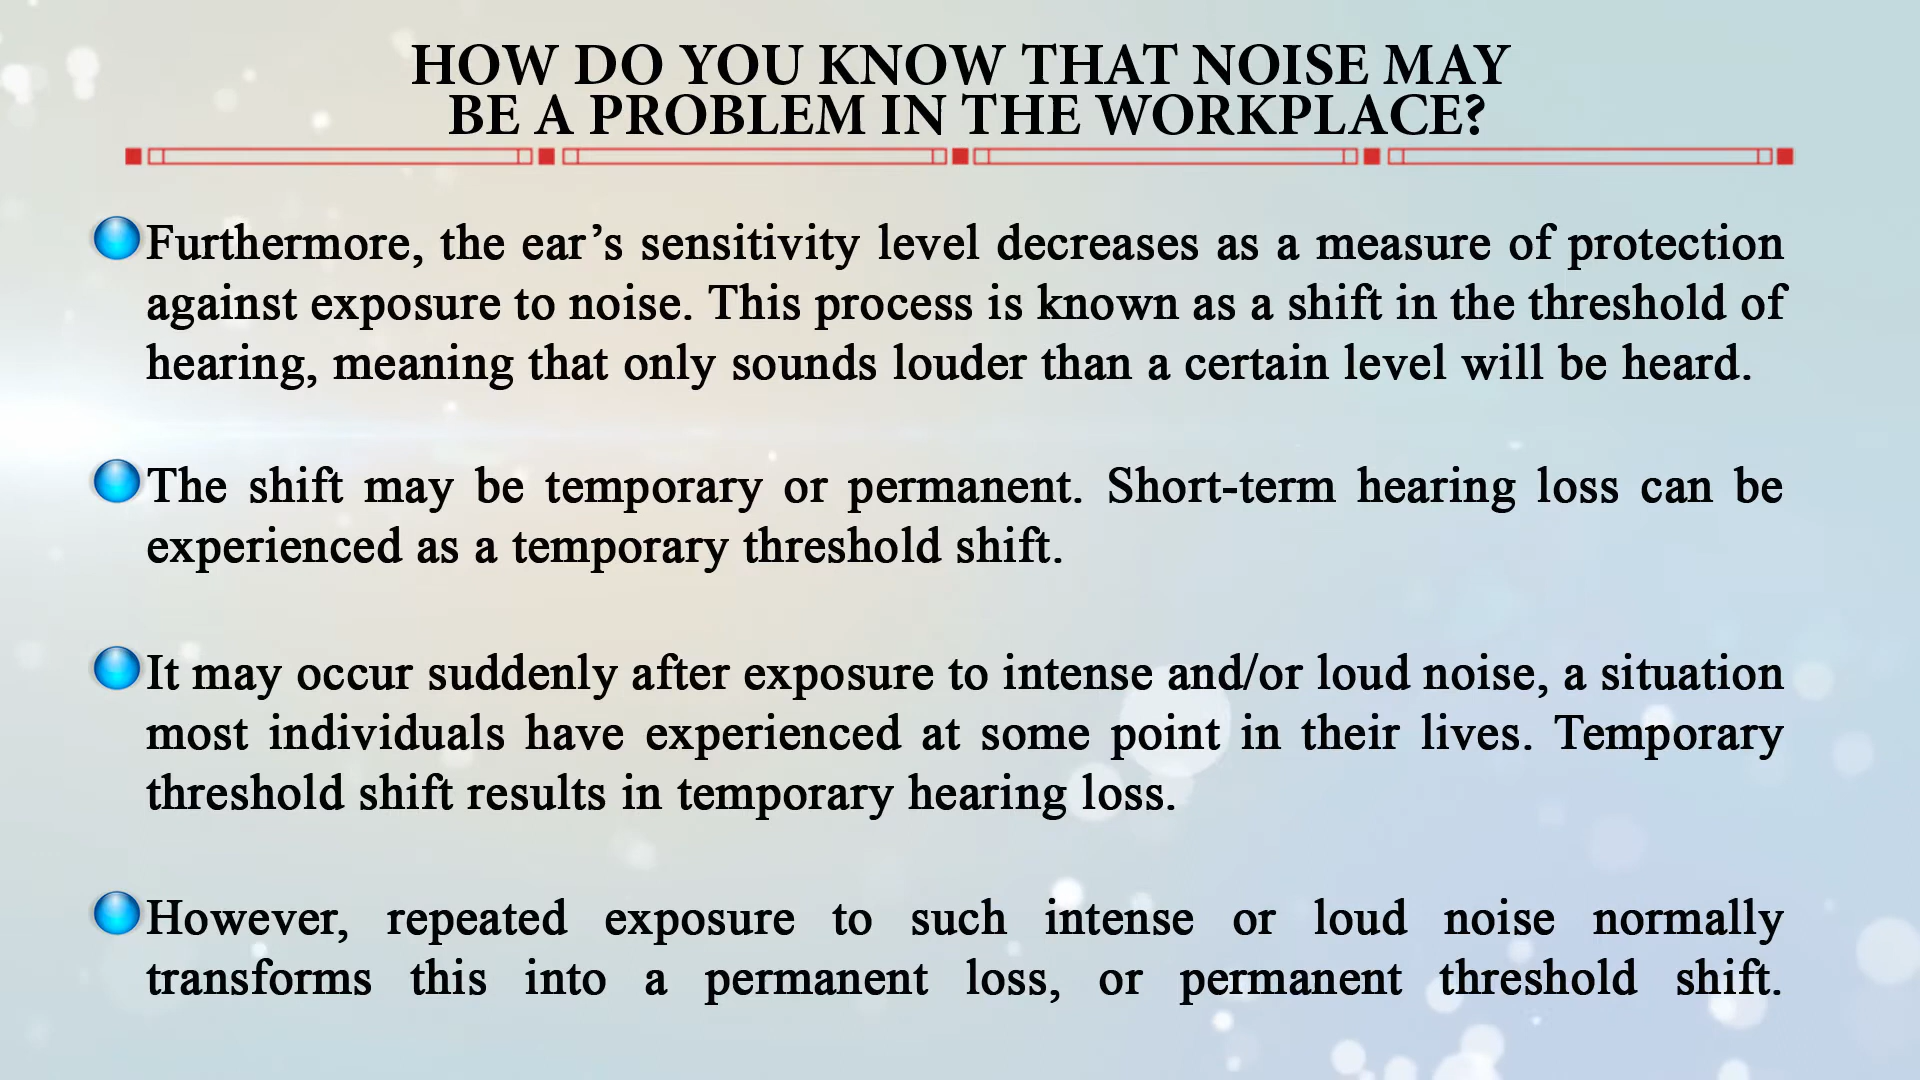 HOW DO YOU KNOW THAT NOISE MAY
BE A PROBLEM IN THE WORKPLACE?
Furthermore, the ear’s sensitivity level decreases as a measure of protection
against exposure to noise. This process is known as a shift in the threshold of
hearing, meaning that only sounds louder than a certain level will be heard.
The shift may be temporary or permanent. Short-term hearing loss can be
experienced as a temporary threshold shift.
It may occur suddenly after exposure to intense and/or loud noise, a situation
most individuals have experienced at some point in their lives. Temporary
threshold shift results in temporary hearing loss.
However, repeated exposure to such intense or loud noise normally
transforms this into a permanent loss, or permanent threshold shift.